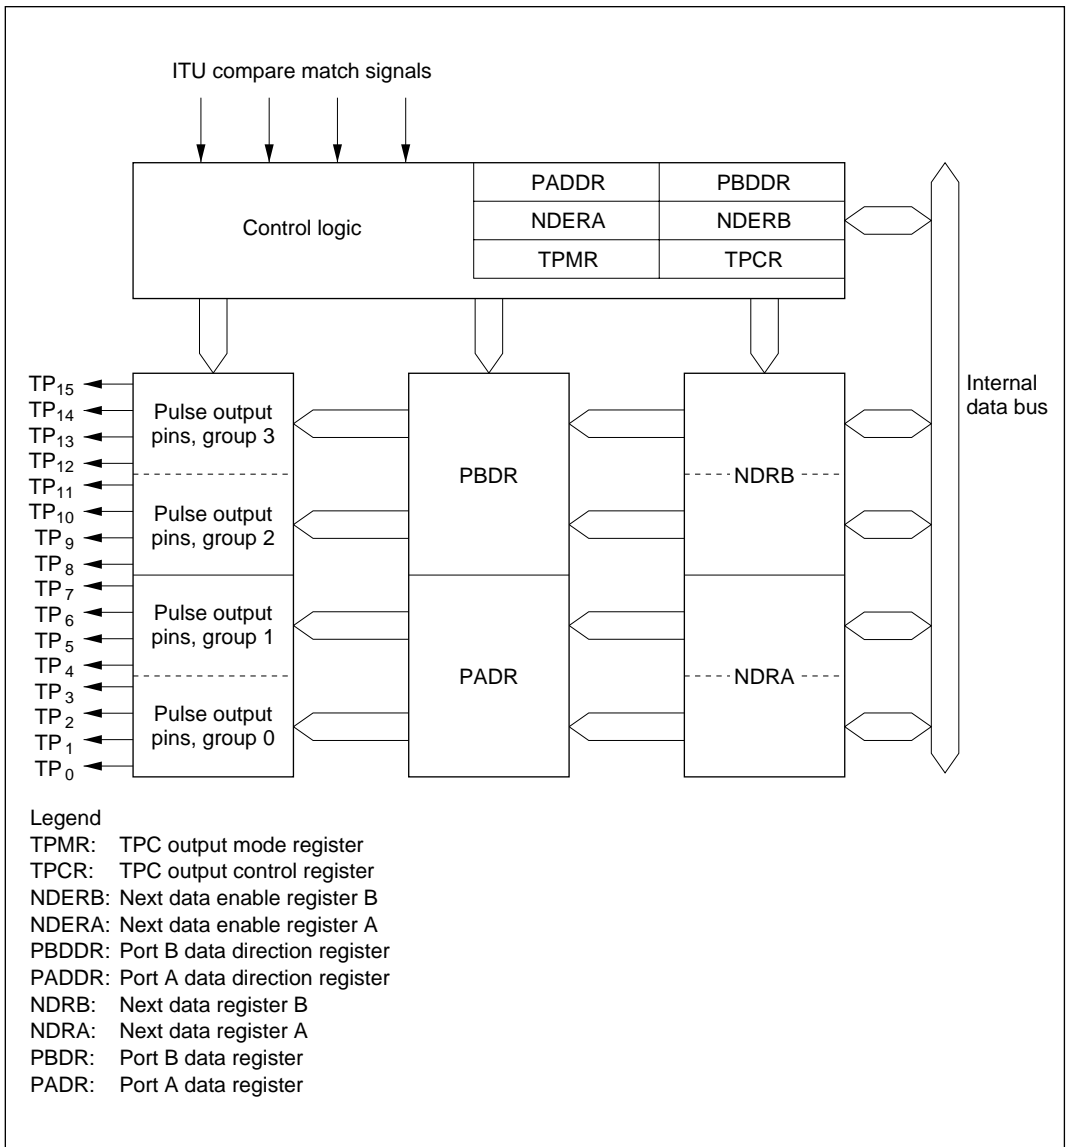 ITU compare match signals
PADDR PBDDR
Control logic NDERA NDERB
TPMR TPCR
Internal
data bus
TP15
TP14
TP13
TP12
TP11
TP10
TP9
TP8
TP7
TP6
TP5
TP4
TP3
TP2
TP1
TP0
Pulse output
pins, group 3
Pulse output
pins, group 2
Pulse output
pins, group 1
Pulse output
pins, group 0
PBDR
PADR
NDRB
NDRA
Legend
TPMR: TPC output mode register
TPCR: TPC output control register
NDERB: Next data enable register B
NDERA: Next data enable register A
PBDDR: Port B data direction register
PADDR: Port A data direction register
NDRB: Next data register B
NDRA: Next data register A
PBDR: Port B data register
PADR: Port A data register